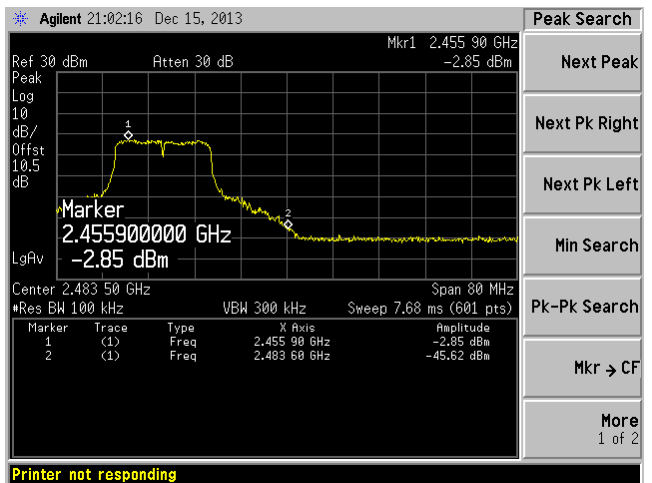 Agilent 21:02:16 Dec 15, 2013
Peak Search
Mkr1 2.455 90 GHz
Ref 30 dBm Atten 30 dB -2.85 dBm
Peak
Log
10
dB/
Offst
10.5
dB
LgAv
1
2
Marker
2.455900000 GHz
-2.85 dBm
Center 2.483 50 GHz Span 80 MHz
#Res BW 100 kHz VBW 300 kHz Sweep 7.68 ms (601 pts)
Marker Trace Type X Axis Amplitude
1 (1) Freq 2.455 90 GHz -2.85 dBm
2 (1) Freq 2.483 60 GHz -45.62 dBm
Next Peak
Next Pk Right
Next Pk Left
Min Search
Pk-Pk Search
Mkr → CF
More
1 of 2
Printer not responding